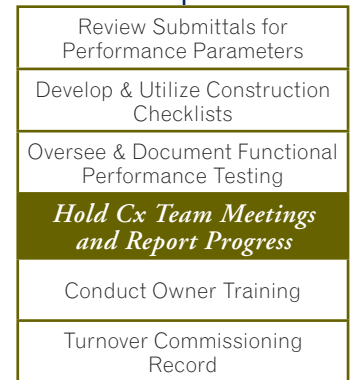 Review Submittals for
Performance Parameters
Develop & Utilize Construction
Checklists
Oversee & Document Functional
Performance Testing
Hold Cx Team Meetings
and Report Progress
Conduct Owner Training
Turnover Commissioning
Record